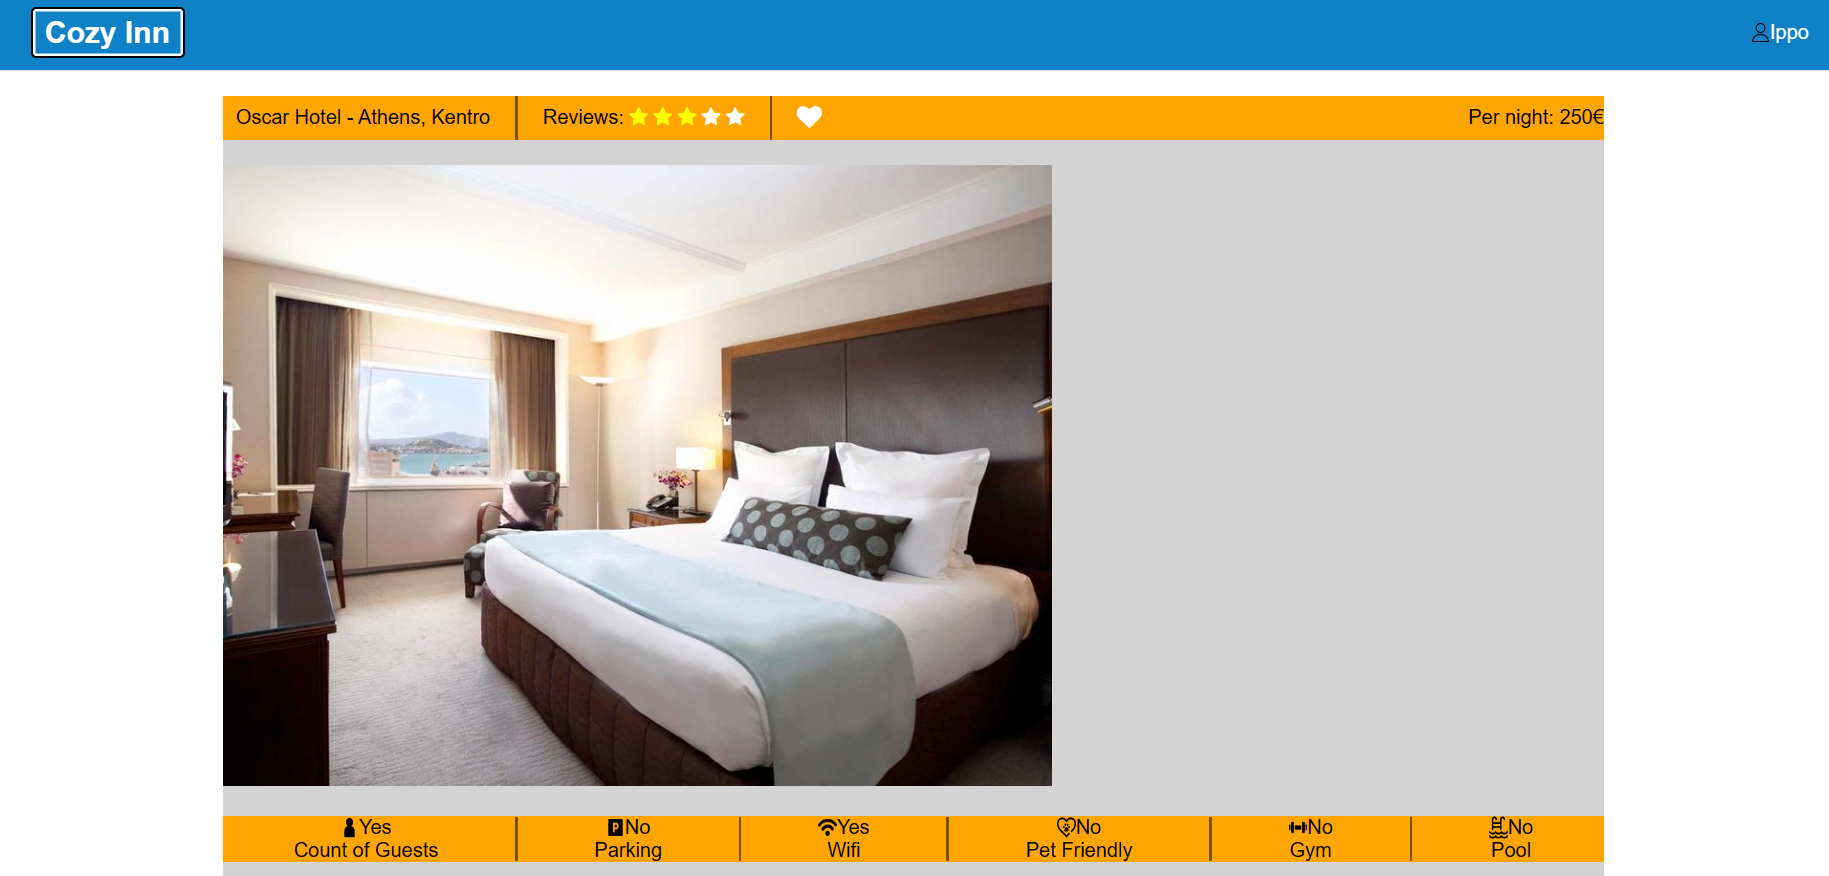 Cozy Inn
Ippo
Oscar Hotel - Athens, Kentro
Reviews:
Per night: 250€
Yes
Count of Guests
P No
Parking
Yes
Wifi
No
Pet Friendly
No
Gym
No
Pool